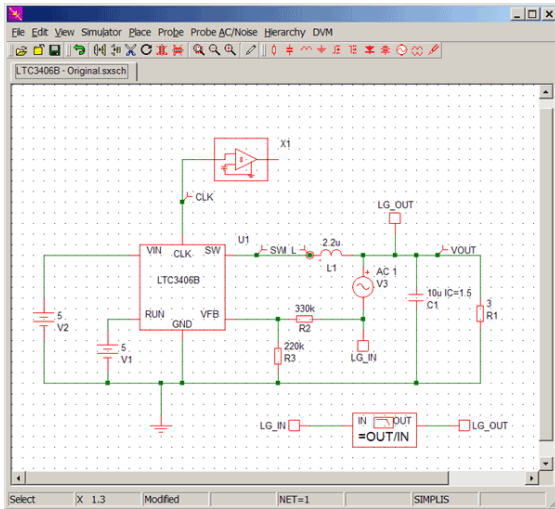 File Edit View Simulator Place Probe Probe AC/Noise Hierarchy DVM
LTC3406B - Original.sxsch
X1
CLK
LG_OUT
U1
2.2u
VIN CLK SW
SWI_L
VOUT
L1
AC 1
V3
LTC3406B
10u IC=1.5
C1
3
R1
5
V2
RUN GND VFB
330k
R2
5
V1
220k
R3
LG_IN
LG_IN
IN OUT
=OUT/IN
LG_OUT
Select X 1.3 Modified NET=1 SIMPLIS